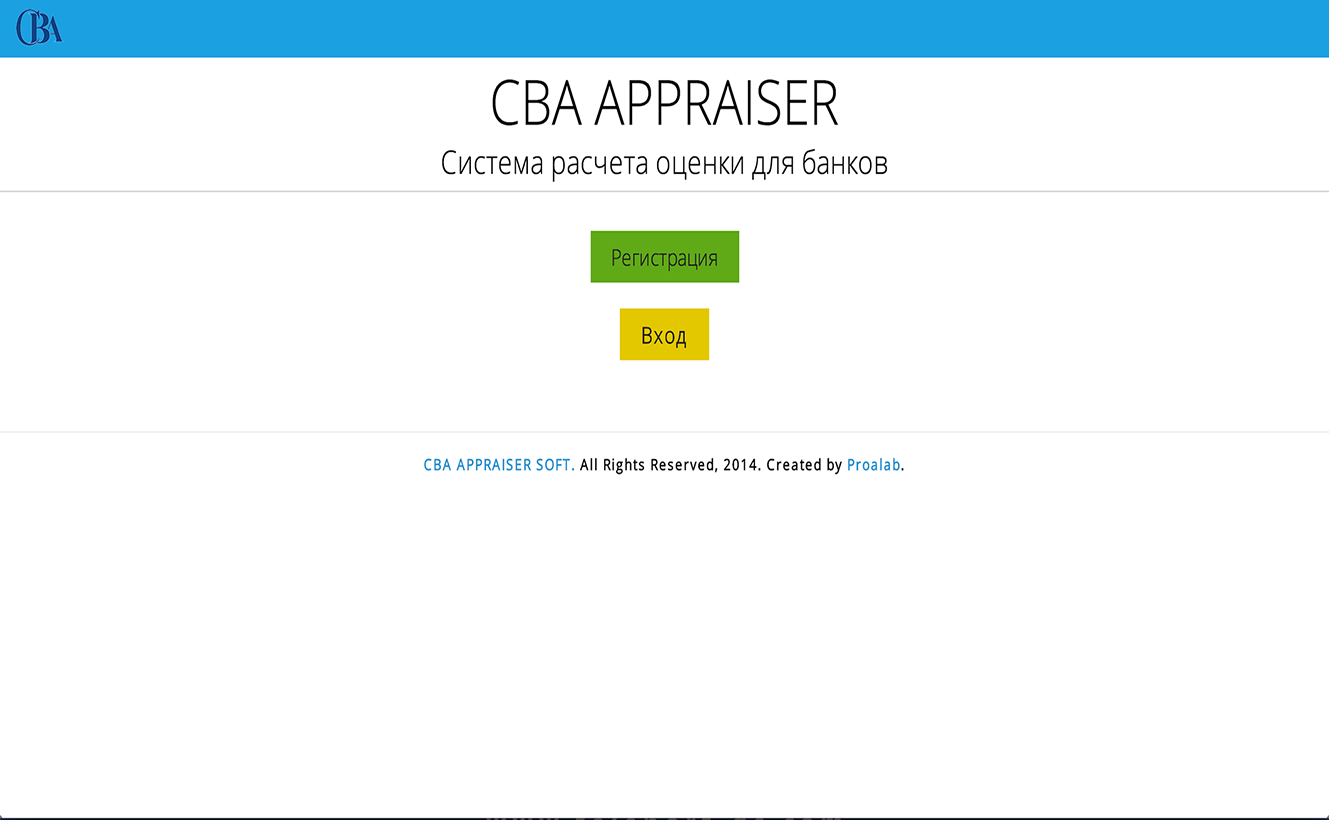 CBA
CBA APPRAISER
Система расчета оценки для банков
Регистрация
Вход
CBA APPRAISER SOFT. All Rights Reserved, 2014. Created by Proalab.